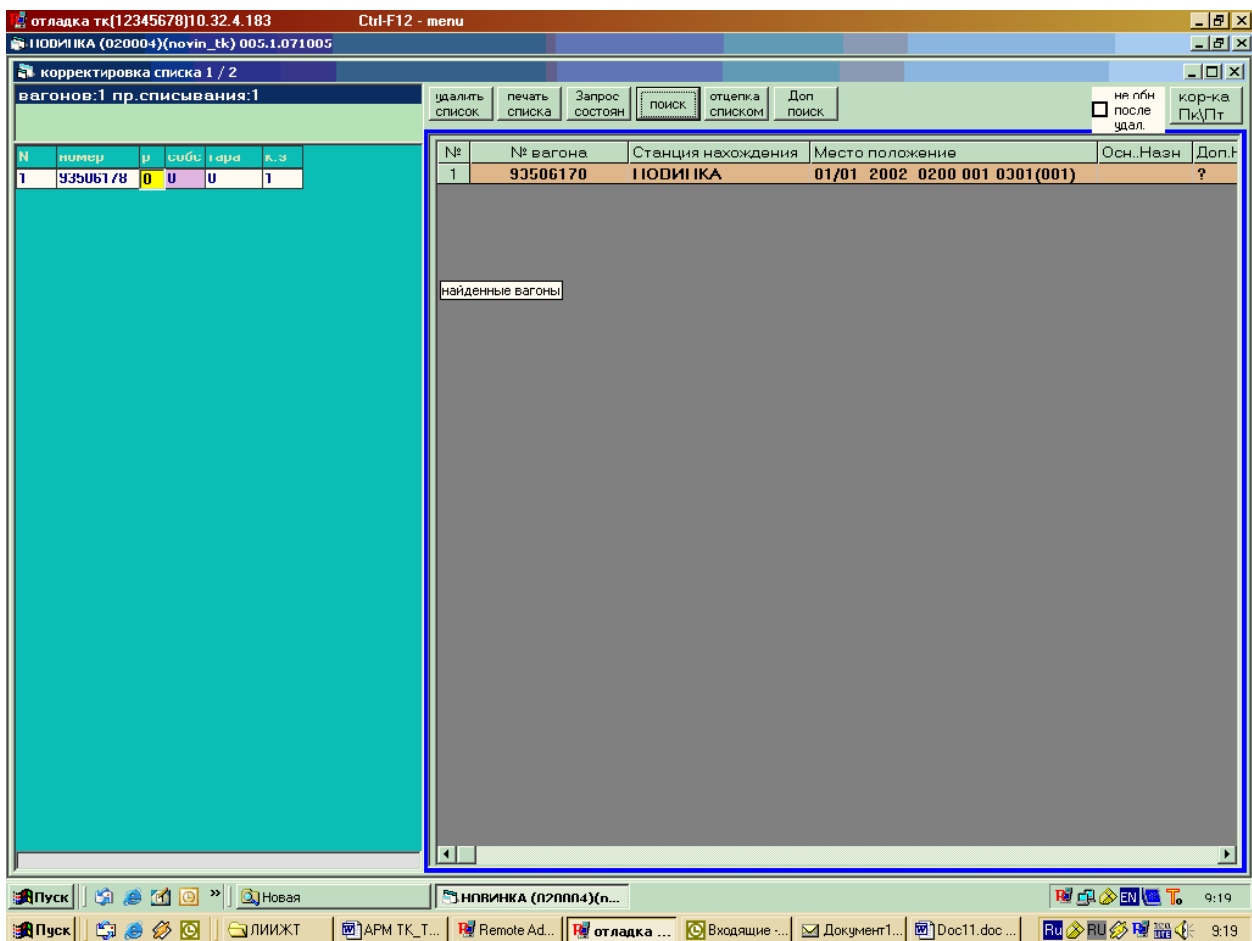 отладка тк(12345678)10.32.4.183 Ctrl-F12 - menu
НОВИНКА (020004)(novin_tk) 005.1.071005
корректировка списка 1 / 2
вагонов:1 пр.списывания:1
удалить список
печать списка
Запрос состоян
поиск
отцепка списком
Доп поиск
не обн после удал.
кор-ка Пк\Пт
N номер р собс тара к.з
1 93506178 0 0 0 1
№ № вагона Станция нахождения Место положение Осн..Назн Доп.Н
1 93506178 НОВИНКА 01/01 2002 0200 001 0301(001) ?
найденные вагоны
Пуск » Новая НОВИНКА (020004)(n... EN 9:19
Пуск ЛИИЖТ АРМ ТК_Т... Remote Ad... отладка ... Входящие -... Документ1... Doc11.doc ... Ru RU 9:19